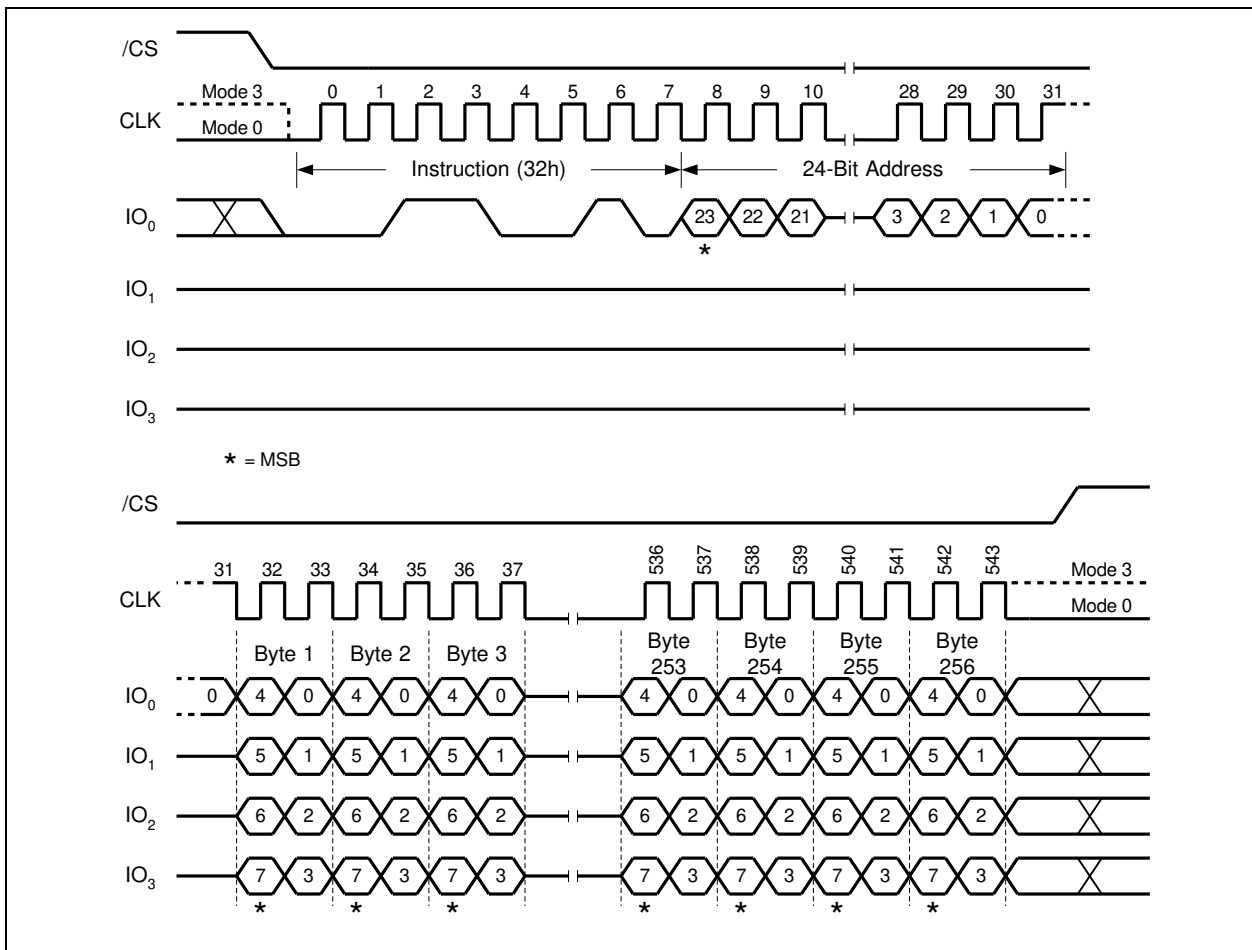 /CS
Mode 3 0 1 2 3 4 5 6 7 8 9 10 28 29 30 31
CLK
Mode 0
Instruction (32h) 24-Bit Address
IO0 23 22 21 3 2 1 0
*
IO1
IO2
IO3
* = MSB
/CS
31 32 33 34 35 36 37 536 537 538 539 540 541 542 543 Mode 3
CLK
Mode 0
Byte 1 Byte 2 Byte 3 Byte 253 Byte 254 Byte 255 Byte 256
IO0 0 4 0 4 0 4 0 4 0 4 0 4 0 4 0
IO1 5 1 5 1 5 1 5 1 5 1 5 1 5 1
IO2 6 2 6 2 6 2 6 2 6 2 6 2 6 2
IO3 7 3 7 3 7 3 7 3 7 3 7 3 7 3
* * * * * * *